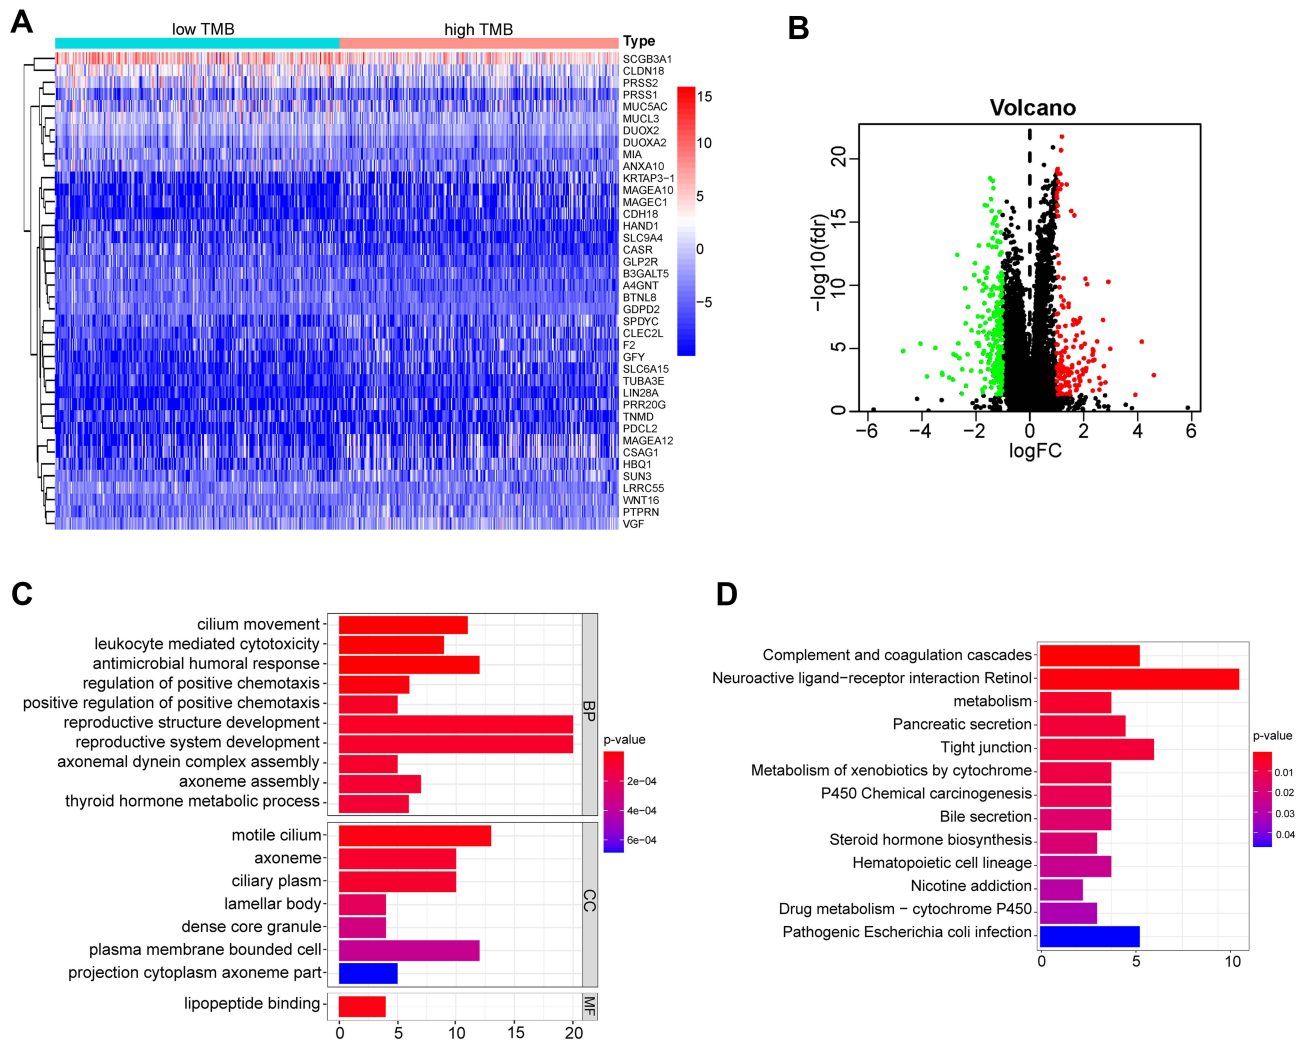 A
low TMB
high TMB
Type
SCGB3A1
CLDN18
PRSS2
PRSS1
MUC5AC
MUCL3
DUOX2
DUOXA2
MIA
ANXA10
KRTAP3−1
MAGEA10
MAGEC1
CDH18
HAND1
SLC9A4
CASR
GLP2R
B3GALT5
A4GNT
BTNL8
GDPD2
SPDYC
CLEC2L
F2
GFY
SLC6A15
TUBA3E
LIN28A
PRR20G
TNMD
PDCL2
MAGEA12
CSAG1
HBQ1
SUN3
LRRC55
WNT16
PTPRN
VGF
15
10
5
0
−5
B
Volcano
−log10(fdr)
20
15
10
5
0
−6
−4
−2
0
2
4
6
logFC
C
cilium movement
leukocyte mediated cytotoxicity
antimicrobial humoral response
regulation of positive chemotaxis
positive regulation of positive chemotaxis
reproductive structure development
reproductive system development
axonemal dynein complex assembly
axoneme assembly
thyroid hormone metabolic process
BP
motile cilium
axoneme
ciliary plasm
lamellar body
dense core granule
plasma membrane bounded cell
projection cytoplasm axoneme part
CC
lipopeptide binding
MF
0
5
10
15
20
p-value
2e−04
4e−04
6e−04
D
Complement and coagulation cascades
Neuroactive ligand−receptor interaction Retinol
metabolism
Pancreatic secretion
Tight junction
Metabolism of xenobiotics by cytochrome
P450 Chemical carcinogenesis
Bile secretion
Steroid hormone biosynthesis
Hematopoietic cell lineage
Nicotine addiction
Drug metabolism − cytochrome P450
Pathogenic Escherichia coli infection
0
5
10
p-value
0.01
0.02
0.03
0.04